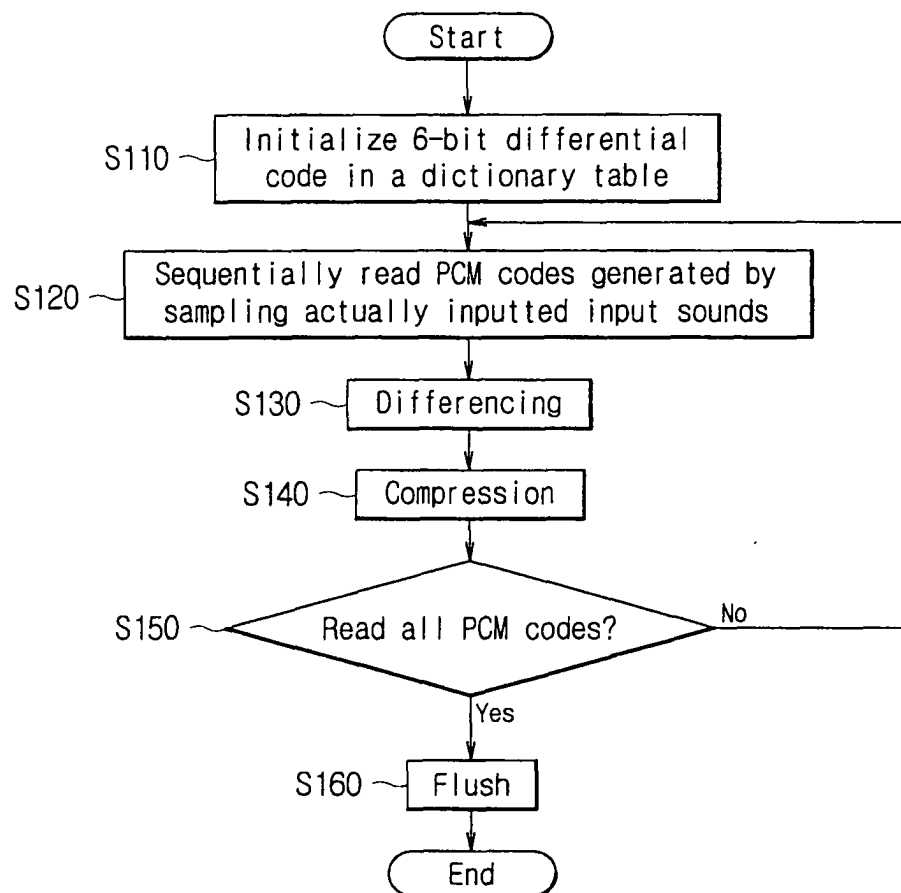 Start
S110
Initialize 6-bit differential
code in a dictionary table
S120
Sequentially read PCM codes generated by
sampling actually inputted input sounds
S130
Differencing
S140
Compression
S150
Read all PCM codes?
No
Yes
S160
Flush
End